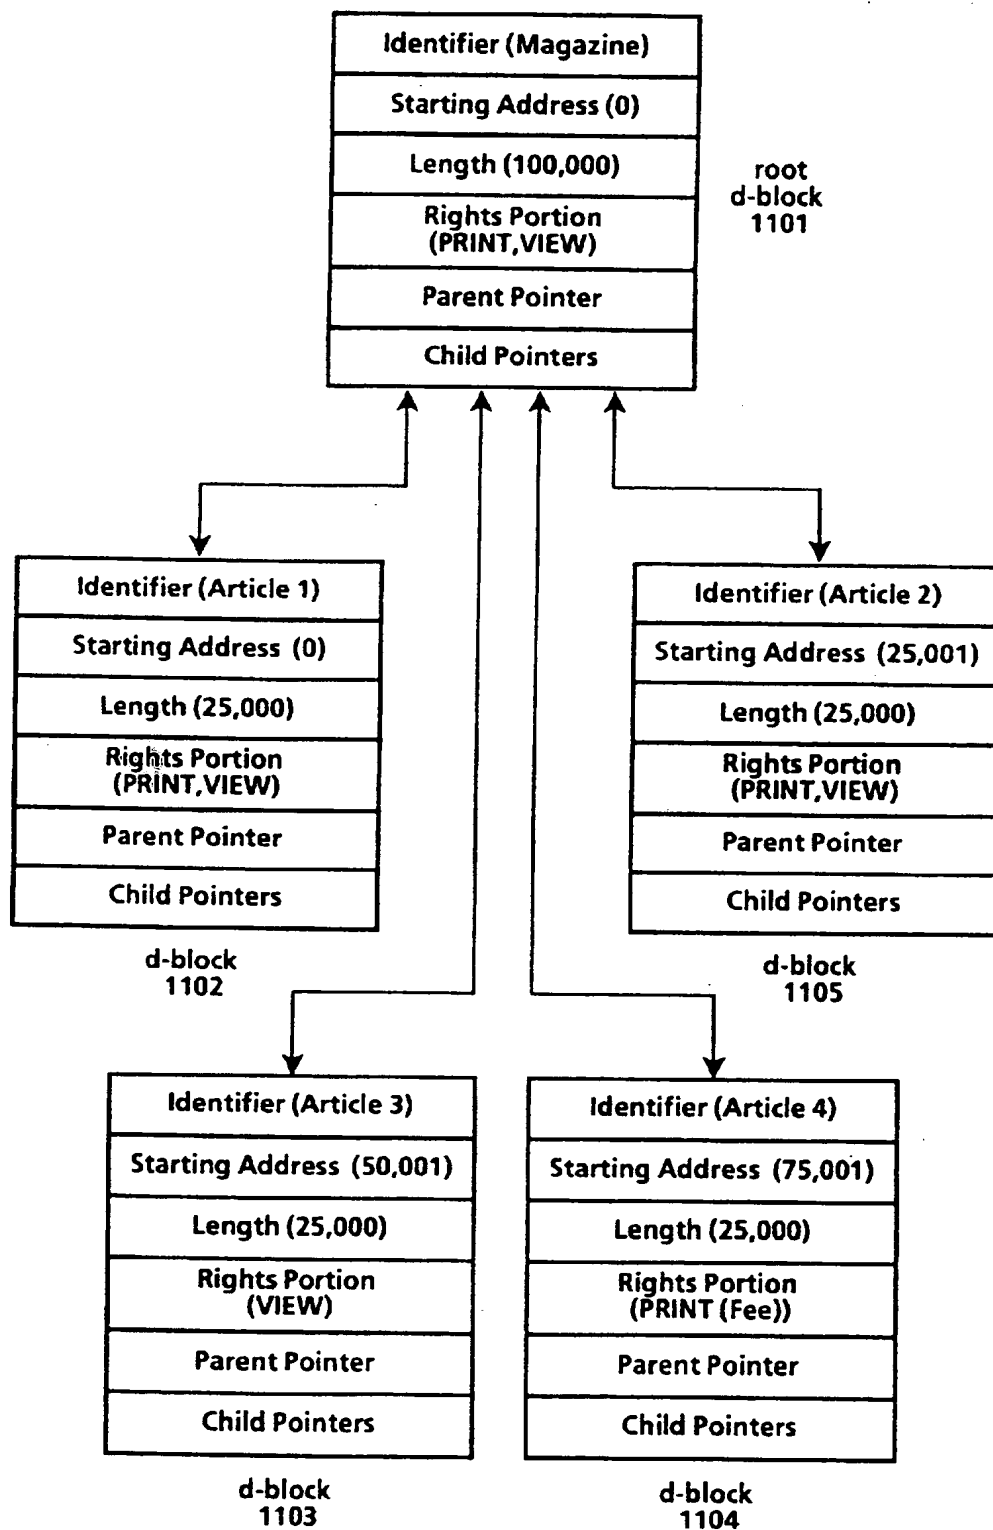 Identifier (Magazine)
Starting Address (0)
Length (100,000)
Rights Portion
(PRINT,VIEW)
Parent Pointer
Child Pointers
root
d-block
1101
Identifier (Article 1)
Starting Address (0)
Length (25,000)
Rights Portion
(PRINT,VIEW)
Parent Pointer
Child Pointers
d-block
1102
Identifier (Article 2)
Starting Address (25,001)
Length (25,000)
Rights Portion
(PRINT,VIEW)
Parent Pointer
Child Pointers
d-block
1105
Identifier (Article 3)
Starting Address (50,001)
Length (25,000)
Rights Portion
(VIEW)
Parent Pointer
Child Pointers
d-block
1103
Identifier (Article 4)
Starting Address (75,001)
Length (25,000)
Rights Portion
(PRINT (Fee))
Parent Pointer
Child Pointers
d-block
1104